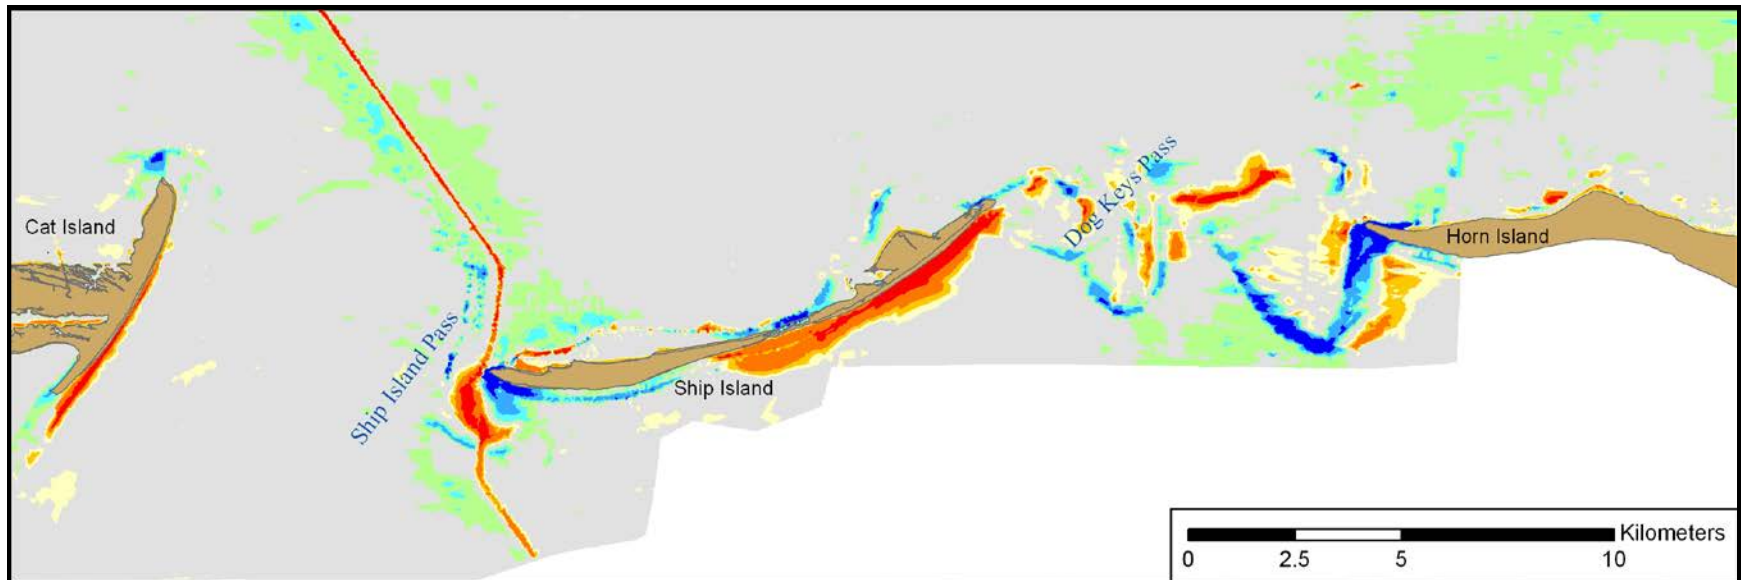 Cat Island
Ship Island Pass
Ship Island
Dog Keys Pass
Horn Island
Kilometers
0 2.5 5 10